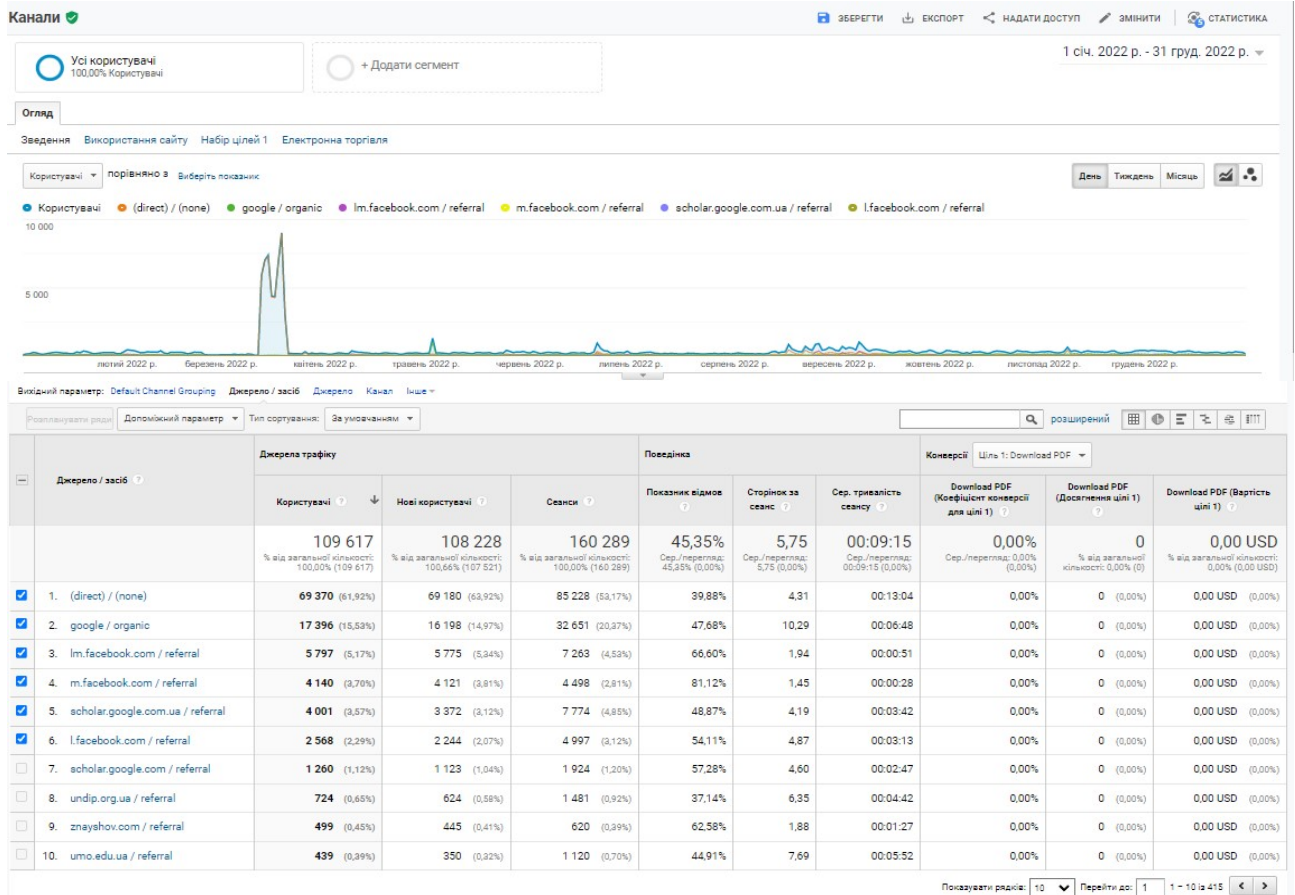 Канали
ЗБЕРЕГТИ ЕКСПОРТ НАДАТИ ДОСТУП ЗМІНИТИ СТАТИСТИКА
Усі користувачі
100,00% Користувачі
+ Додати сегмент
1 січ. 2022 р. - 31 груд. 2022 р.
Огляд
Зведення Використання сайту Набір цілей 1 Електронна торгівля
Користувачі порівняно з Виберіть показник
День Тиждень Місяць
Користувачі (direct) / (none) google / organic lm.facebook.com / referral m.facebook.com / referral scholar.google.com.ua / referral l.facebook.com / referral
10 000
5 000
лютий 2022 р. березень 2022 р. квітень 2022 р. травень 2022 р. червень 2022 р. липень 2022 р. серпень 2022 р. вересень 2022 р. жовтень 2022 р. листопад 2022 р. грудень 2022 р.
Вихідний параметр: Default Channel Grouping Джерело / засіб Джерело Канал Інше
Розпланувати ряди Допоміжний параметр Тип сортування: За умовчанням розширений
Джерело / засіб ?
Джерела трафіку Поведінка Конверсії Ціль 1: Download PDF
Користувачі ? Нові користувачі ? Сеанси ? Показник відмов ? Сторінок за сеанс ? Сер. тривалість сеансу ? Download PDF (Коефіцієнт конверсії для цілі 1) ? Download PDF (Досягнення цілі 1) ? Download PDF (Вартість цілі 1) ?
109 617 108 228 160 289 45,35% 5,75 00:09:15 0,00% 0 0,00 USD
% від загальної кількості: 100,00% (109 617) % від загальної кількості: 100,66% (107 521) % від загальної кількості: 100,00% (160 289) Сер./перегляд: 45,35% (0,00%) Сер./перегляд: 5,75 (0,00%) Сер./перегляд: 00:09:15 (0,00%) Сер./перегляд: 0,00% (0,00%) % від загальної кількості: 0,00% (0) % від загальної кількості: 0,00% (0,00 USD)
1. (direct) / (none) 69 370 (61,92%) 69 180 (63,92%) 85 228 (53,17%) 39,88% 4,31 00:13:04 0,00% 0 (0,00%) 0,00 USD (0,00%)
2. google / organic 17 396 (15,53%) 16 198 (14,97%) 32 651 (20,37%) 47,68% 10,29 00:06:48 0,00% 0 (0,00%) 0,00 USD (0,00%)
3. lm.facebook.com / referral 5 797 (5,17%) 5 775 (5,34%) 7 263 (4,53%) 66,60% 1,94 00:00:51 0,00% 0 (0,00%) 0,00 USD (0,00%)
4. m.facebook.com / referral 4 140 (3,70%) 4 121 (3,81%) 4 498 (2,81%) 81,12% 1,45 00:00:28 0,00% 0 (0,00%) 0,00 USD (0,00%)
5. scholar.google.com.ua / referral 4 001 (3,57%) 3 372 (3,12%) 7 774 (4,85%) 48,87% 4,19 00:03:42 0,00% 0 (0,00%) 0,00 USD (0,00%)
6. l.facebook.com / referral 2 568 (2,29%) 2 244 (2,07%) 4 997 (3,12%) 54,11% 4,87 00:03:13 0,00% 0 (0,00%) 0,00 USD (0,00%)
7. scholar.google.com / referral 1 260 (1,12%) 1 123 (1,04%) 1 924 (1,20%) 57,28% 4,60 00:02:47 0,00% 0 (0,00%) 0,00 USD (0,00%)
8. undip.org.ua / referral 724 (0,65%) 624 (0,58%) 1 481 (0,92%) 37,14% 6,35 00:04:42 0,00% 0 (0,00%) 0,00 USD (0,00%)
9. znayshov.com / referral 499 (0,45%) 445 (0,41%) 620 (0,39%) 62,58% 1,88 00:01:27 0,00% 0 (0,00%) 0,00 USD (0,00%)
10. umo.edu.ua / referral 439 (0,39%) 350 (0,32%) 1 120 (0,70%) 44,91% 7,69 00:05:52 0,00% 0 (0,00%) 0,00 USD (0,00%)
Показувати рядків: 10 Перейти до: 1 1 – 10 із 415